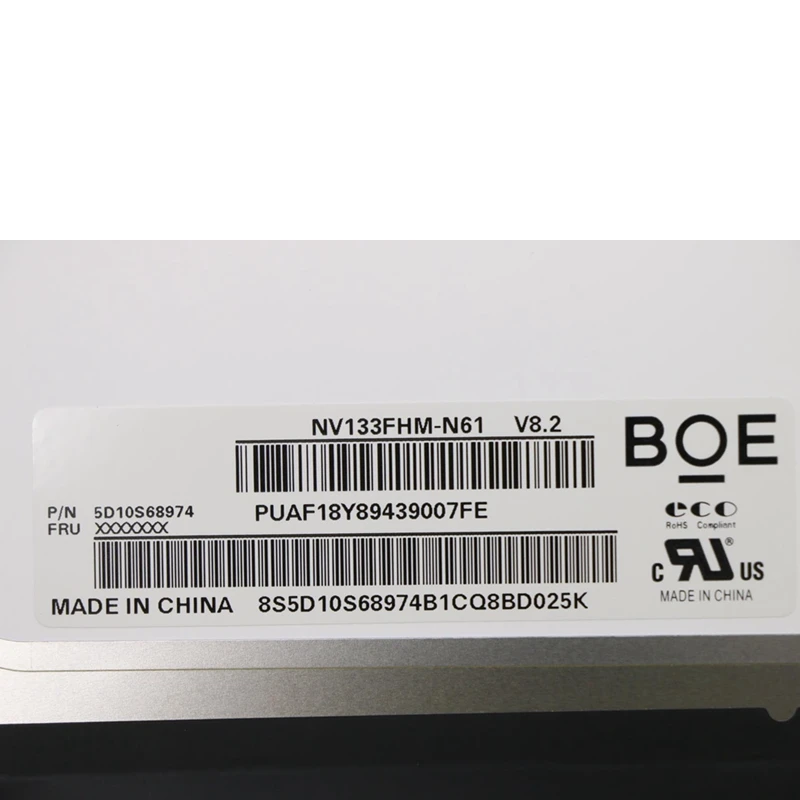 NV133FHM-N61 V8.2
BOE
P/N 5D10S68974
PUAF18Y89439007FE
FRU XXXXXXX
eco
RoHS Compliant
C RU ® US
MADE IN CHINA 8S5D10S68974B1CQ8BD025K
MADE IN CHINA